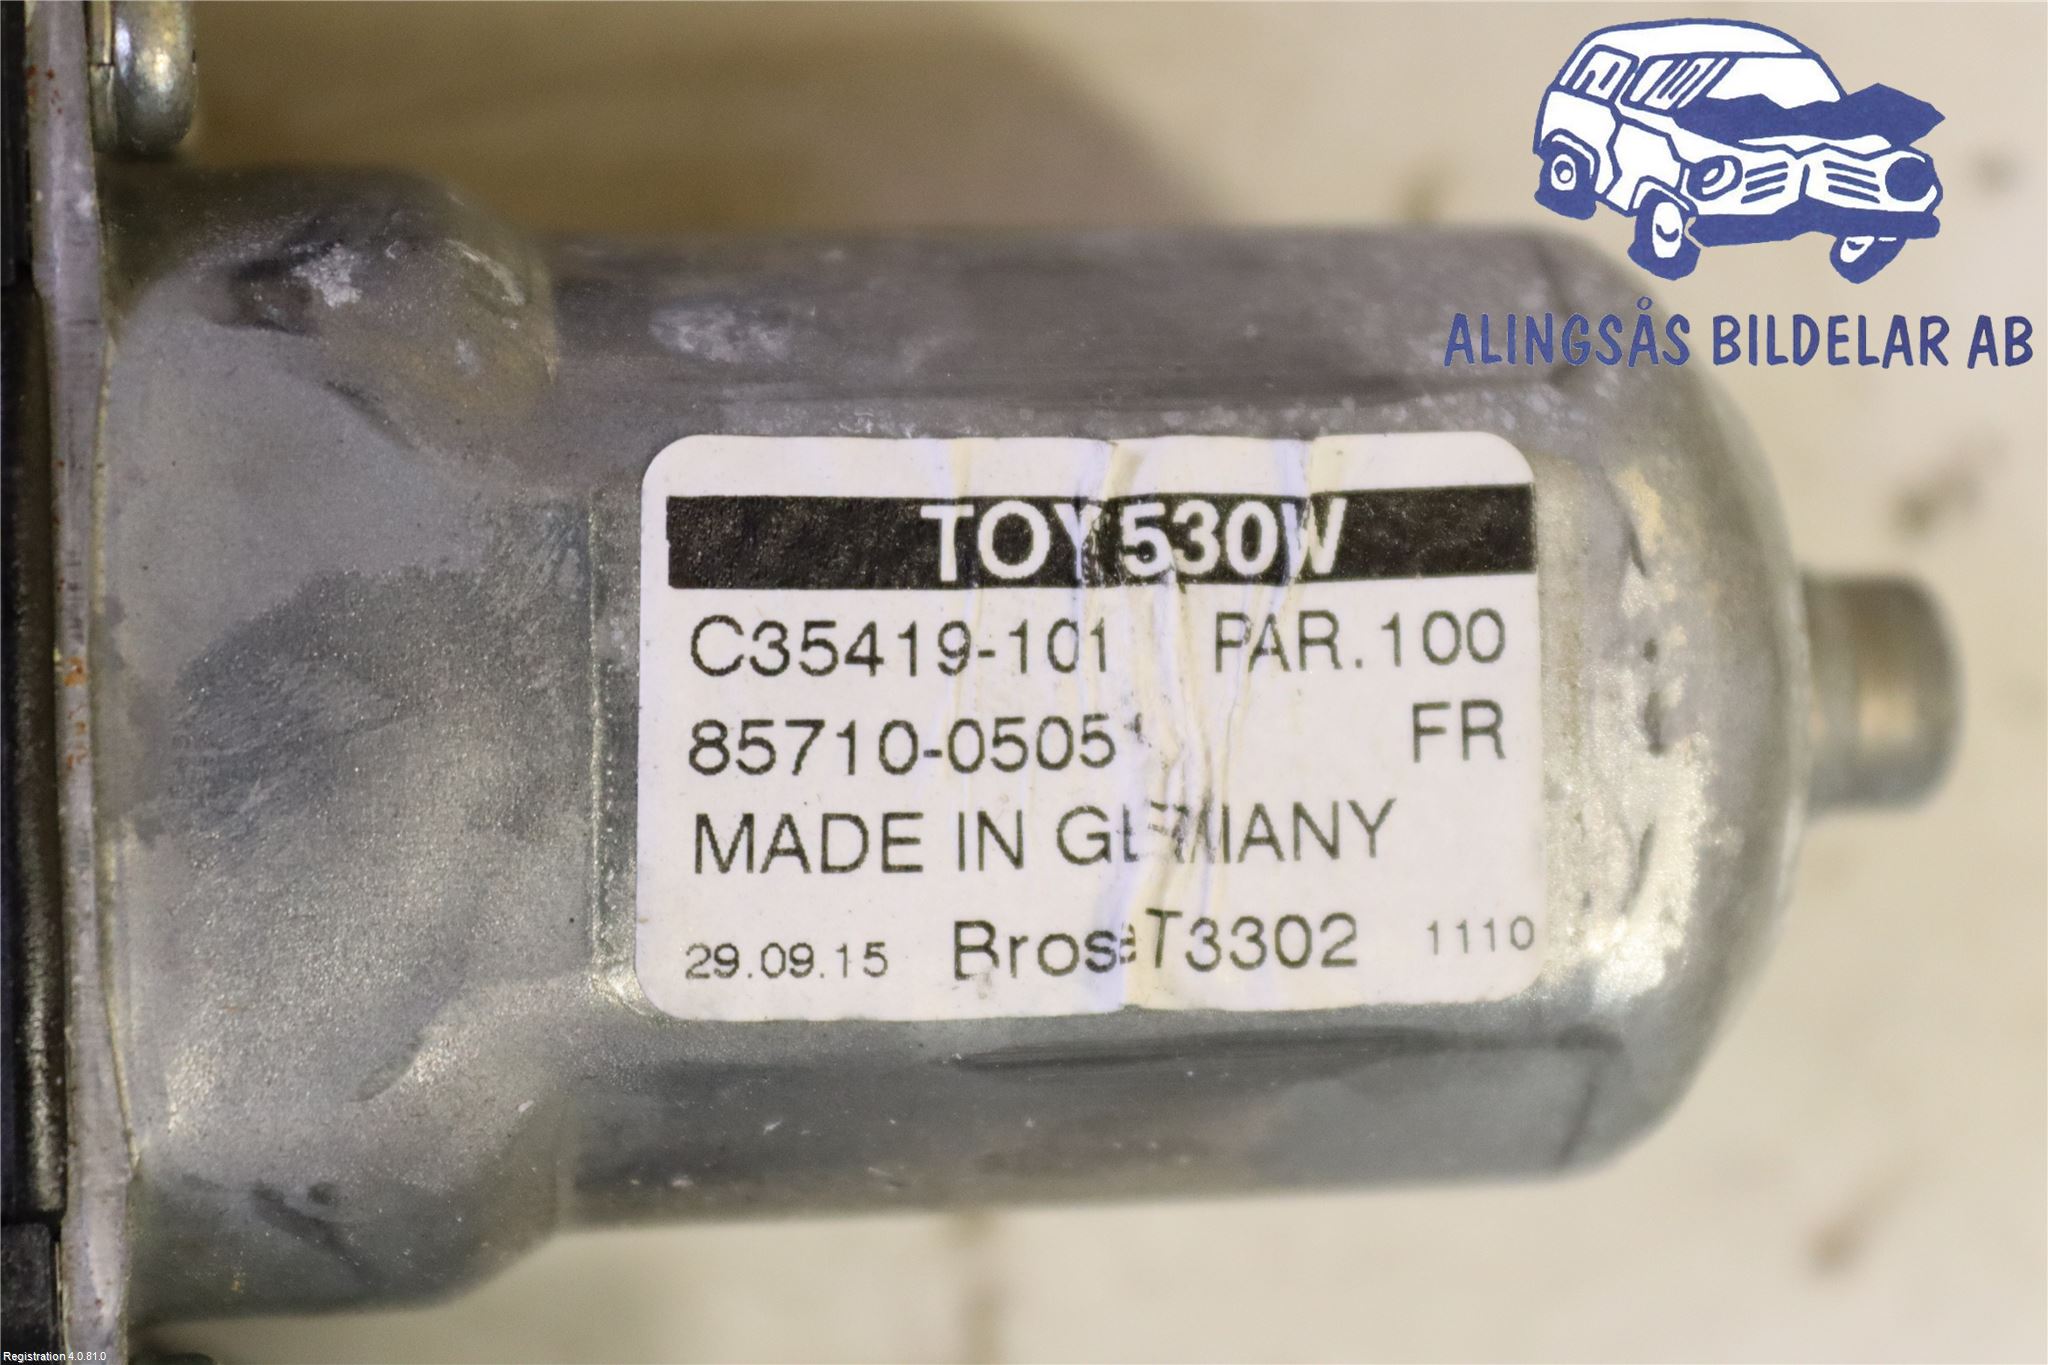 ALINGSÅS BILDELAR AB
TOY530W
C35419-101 PAR.100
85710-0505 FR
MADE IN GERMANY
29.09.15 Brose T3302 1110
Registration 4.0.81.0